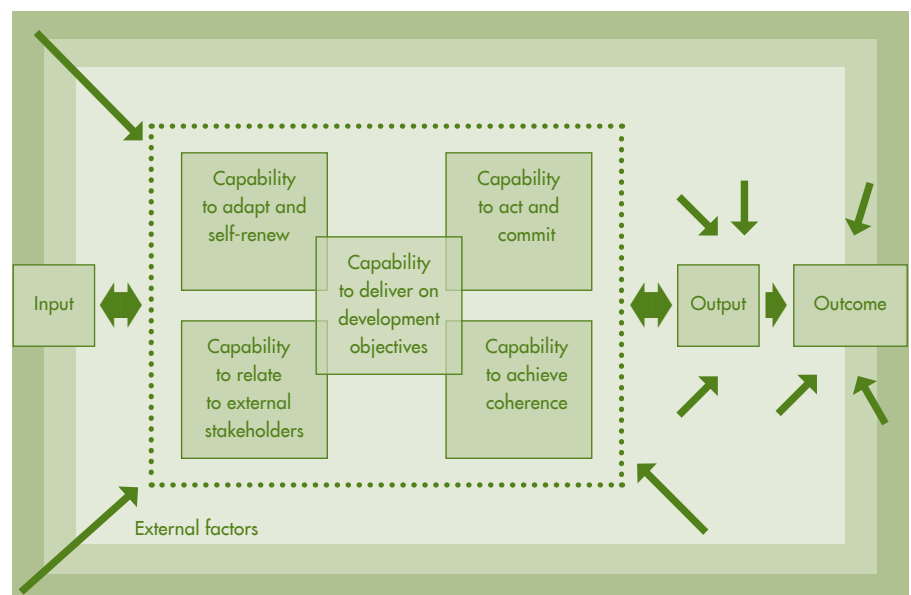 Capability
to adapt and
self-renew
Capability
to act and
commit
Capability
to deliver on
development
objectives
Input
Output
Outcome
Capability
to relate
to external
stakeholders
Capability
to achieve
coherence
External factors